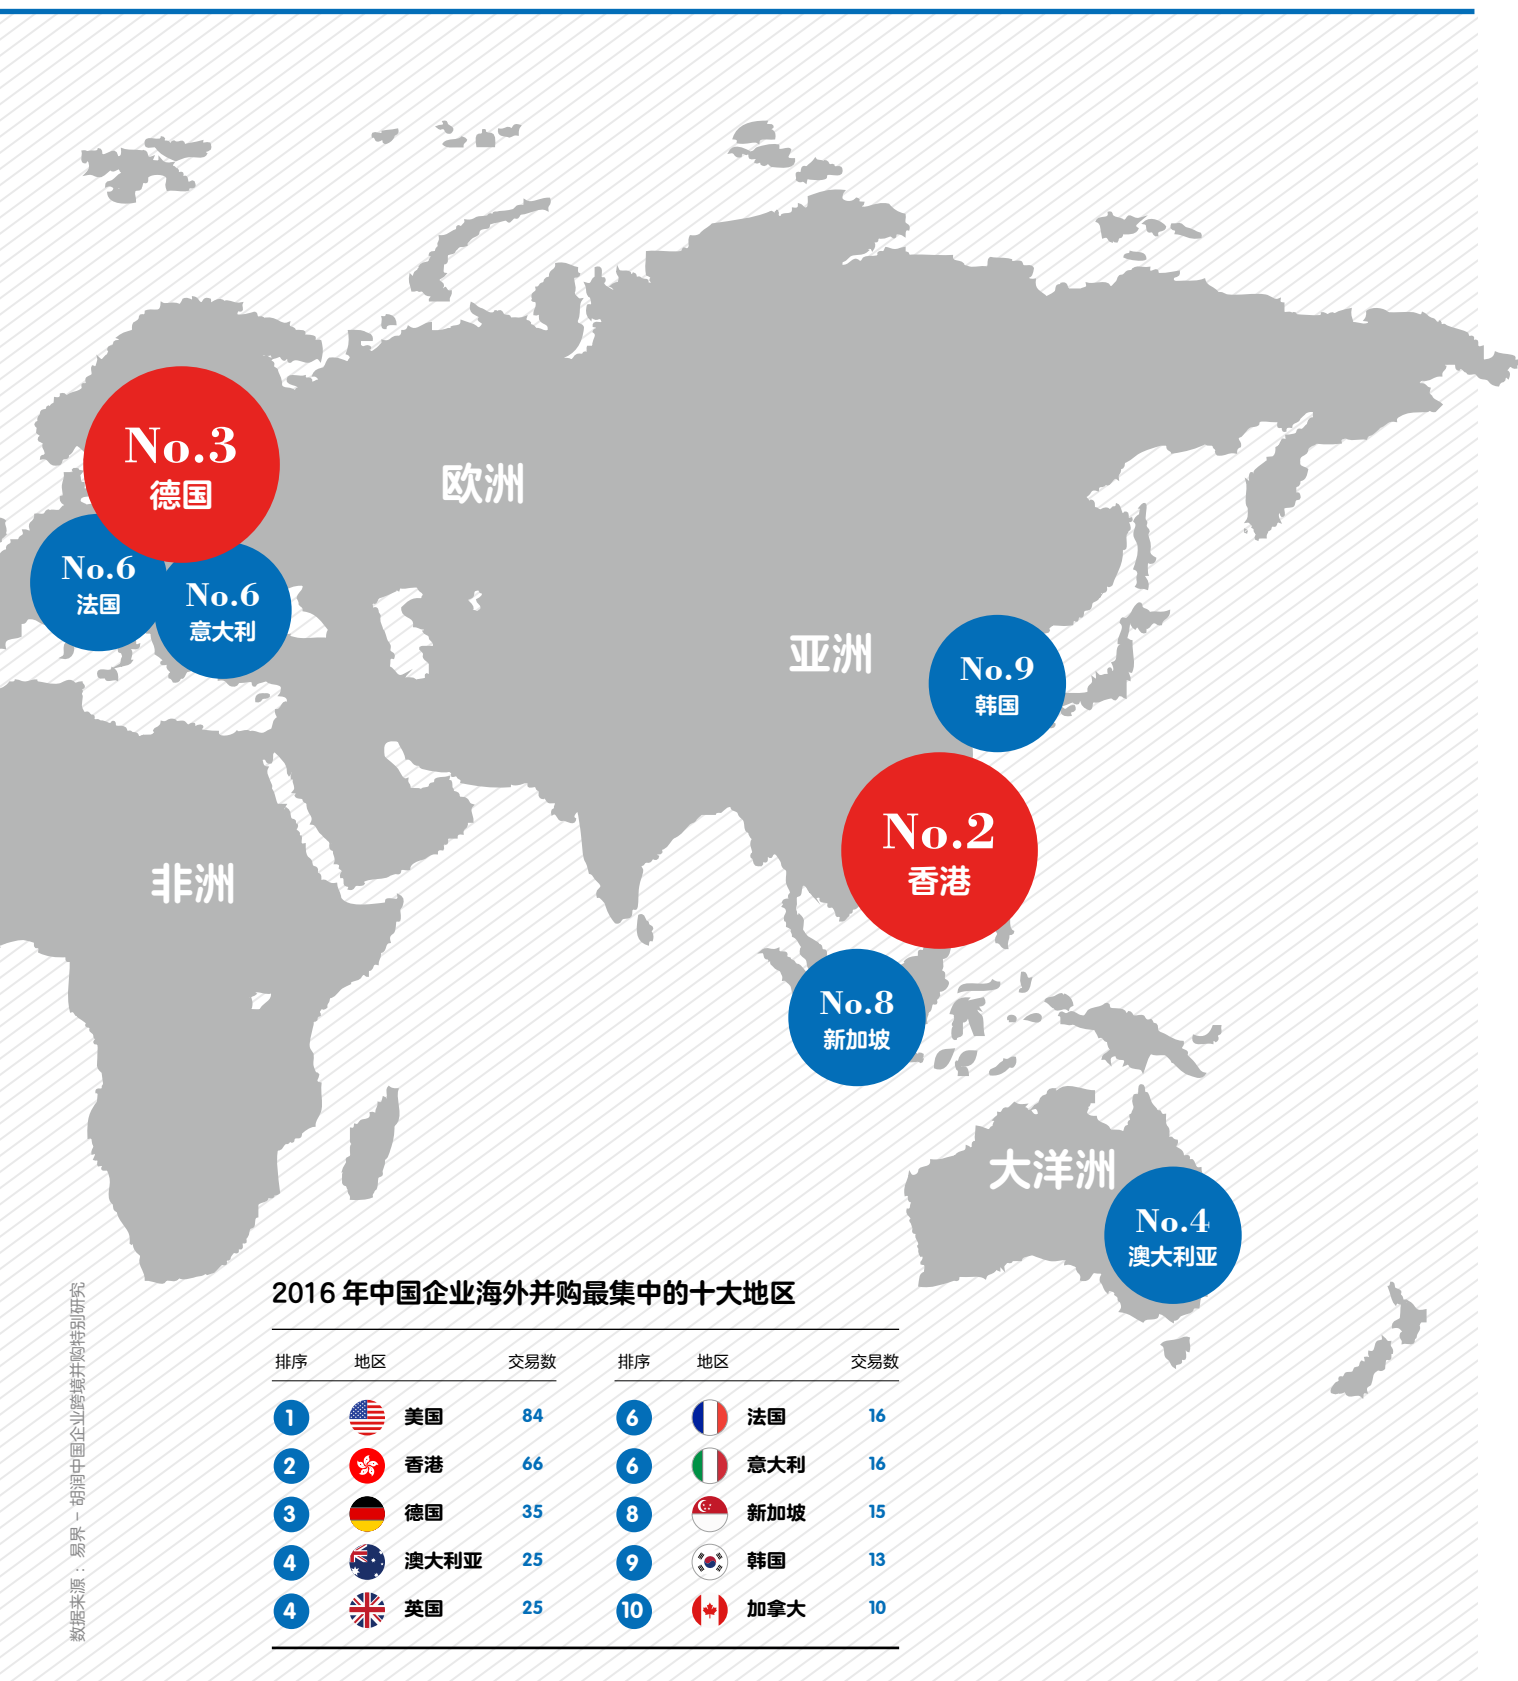 No.3
德国
欧洲
No.6
法国
No.6
意大利
亚洲
No.9
韩国
No.2
香港
非洲
No.8
新加坡
大洋洲
No.4
澳大利亚
2016 年中国企业海外并购最集中的十大地区
排序 地区 交易数 排序 地区 交易数
1 美国 84 6 法国 16
2 香港 66 6 意大利 16
3 德国 35 8 新加坡 15
4 澳大利亚 25 9 韩国 13
4 英国 25 10 加拿大 10
数据来源：易界 - 胡润中国企业跨境并购特别研究